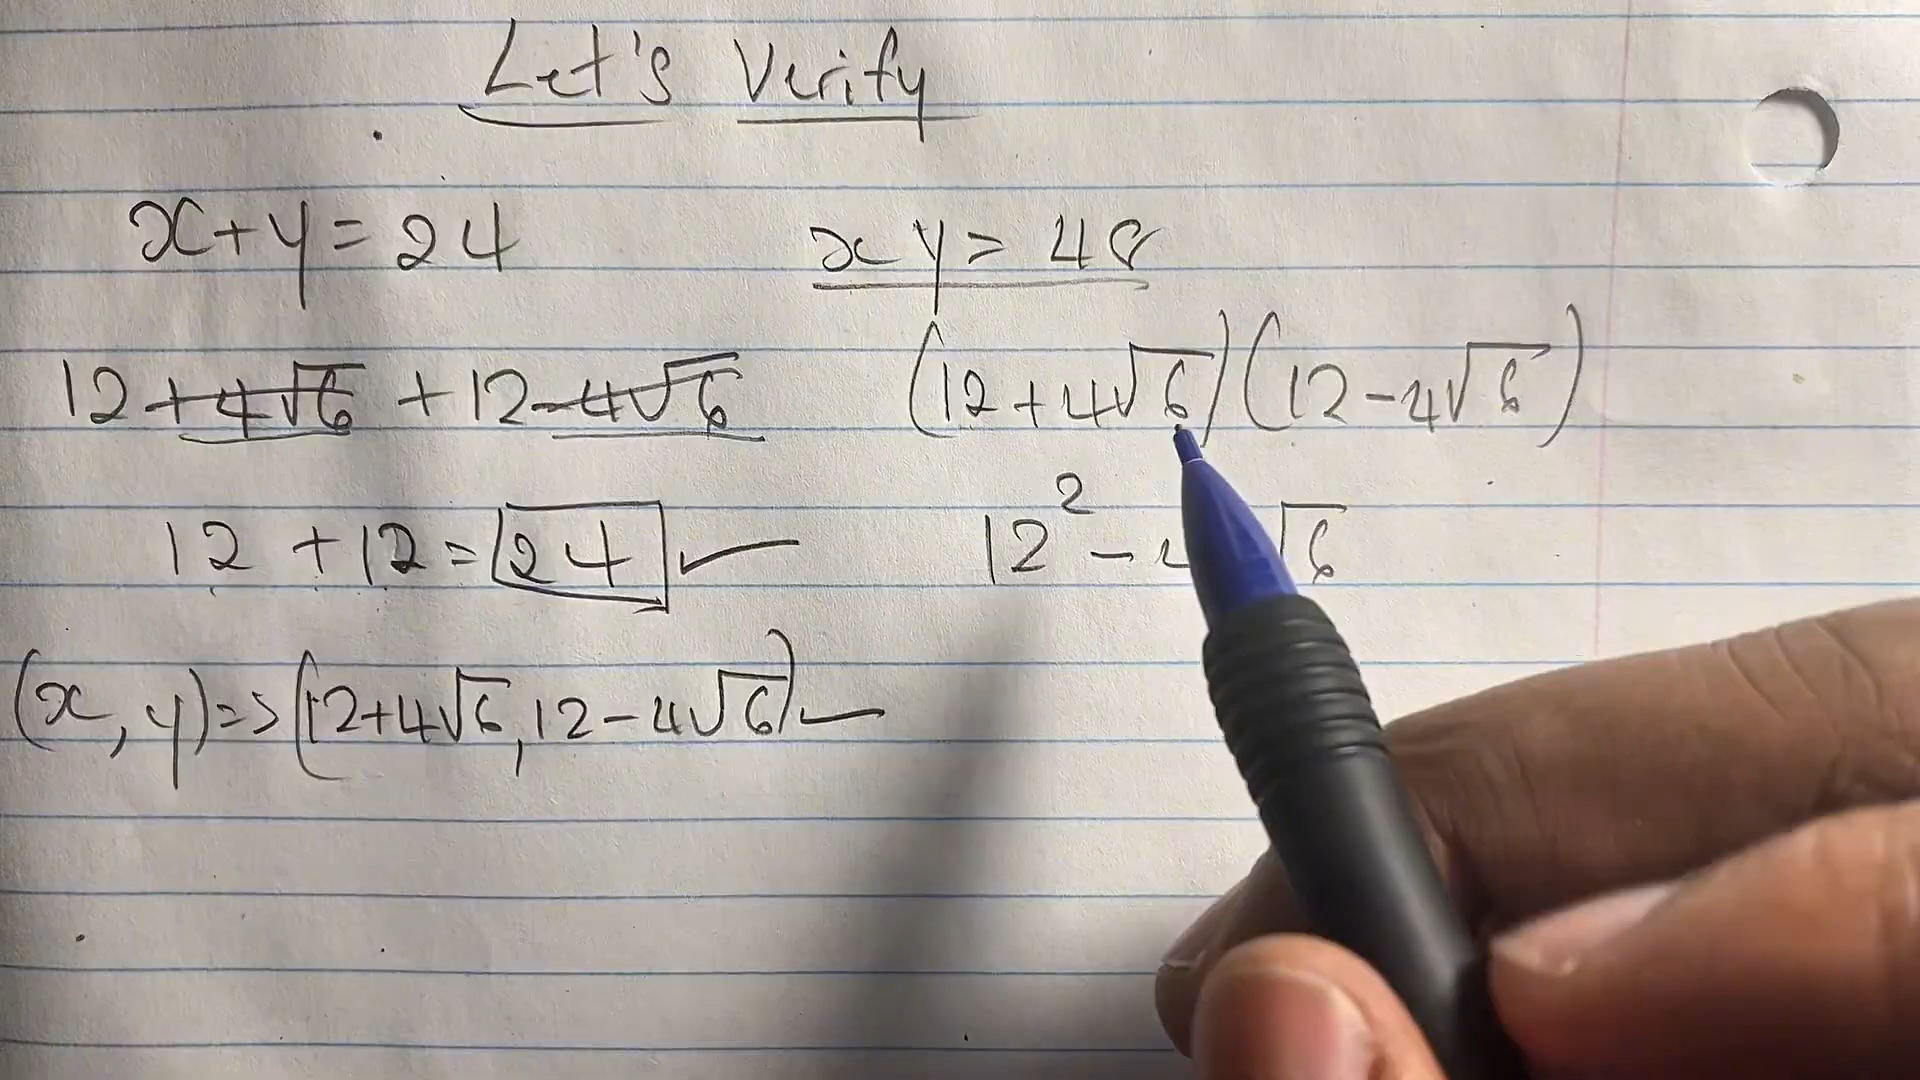 Let's Verify
x+y=24
xy=48
12+4√6+12-4√6
(12+4√6)(12-4√6)
12+12=24 ✓
12² - √6
(x,y)=>(12+4√6,12-4√6)